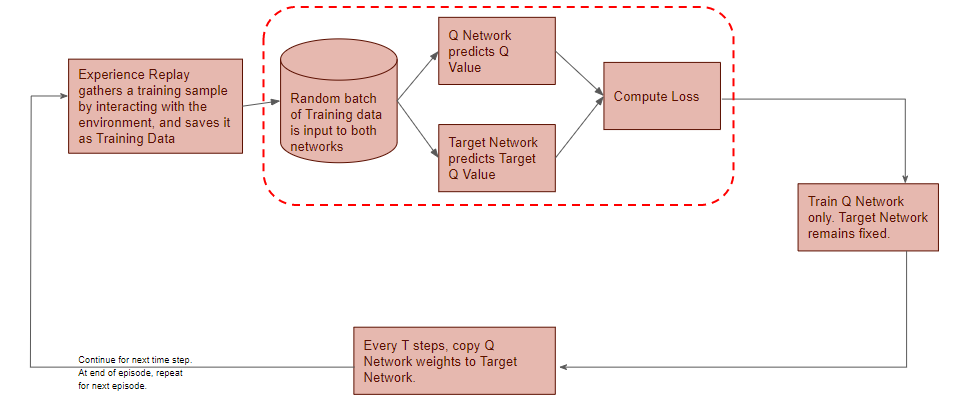 Experience Replay
gathers a training sample
by interacting with the
environment, and saves it
as Training Data
Random batch
of Training data
is input to both
networks
Q Network
predicts Q
Value
Target Network
predicts Target
Q Value
Compute Loss
Train Q Network
only. Target Network
remains fixed.
Every T steps, copy Q
Network weights to Target
Network.
Continue for next time step.
At end of episode, repeat
for next episode.